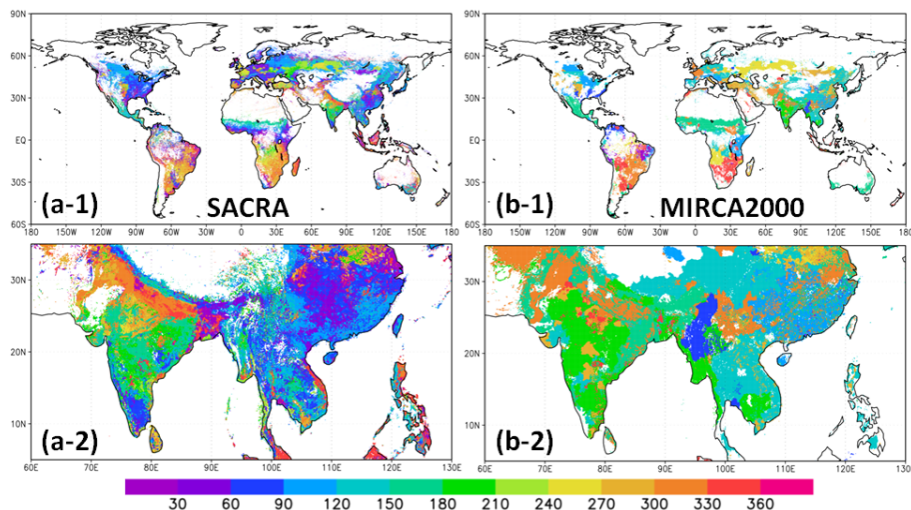 90N 90N
60N 60N
30N 30N
EQ EQ
30S 30S
(a-1) SACRA (b-1) MIRCA2000
60S 60S
180 150W 120W 90W 60W 30W 0 30E 60E 90E 120E 150E 180 180 150W 120W 90W 60W 30W 0 30E 60E 90E 120E 150E 180
30N 30N
20N 20N
10N 10N
(a-2) (b-2)
60E 70E 80E 90E 100E 110E 120E 130E 60E 70E 80E 90E 100E 110E 120E 130
30 60 90 120 150 180 210 240 270 300 330 360